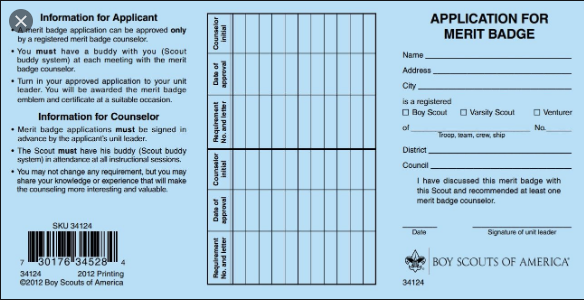 Information for Applicant
• A merit badge application can be approved only
by a registered merit badge counselor.
• You must have a buddy with you (Scout
buddy system) at each meeting with the merit
badge counselor.
• Turn in your approved application to your unit
leader. You will be awarded the merit badge
emblem and certificate at a suitable occasion.
Information for Counselor
• Merit badge applications must be signed in
advance by the applicant's unit leader.
• The Scout must have his buddy (Scout buddy
system) in attendance at all instructional sessions.
• You may not change any requirement, but you may
share your knowledge or experience that will make
the counseling more interesting and valuable.
SKU 34124
7 30176 34528 4
34124 2012 Printing
©2012 Boy Scouts of America
Counselor
initial
Date of
approval
Requirement
No. and letter
Counselor
initial
Date of
approval
Requirement
No. and letter
APPLICATION FOR
MERIT BADGE
Name
Address
City
is a registered
Boy Scout Varsity Scout Venturer
of No.
Troop, team, crew, ship
District
Council
I have discussed this merit badge with
this Scout and recommended at least one
merit badge counselor.
Date Signature of unit leader
BOY SCOUTS OF AMERICA®
34124